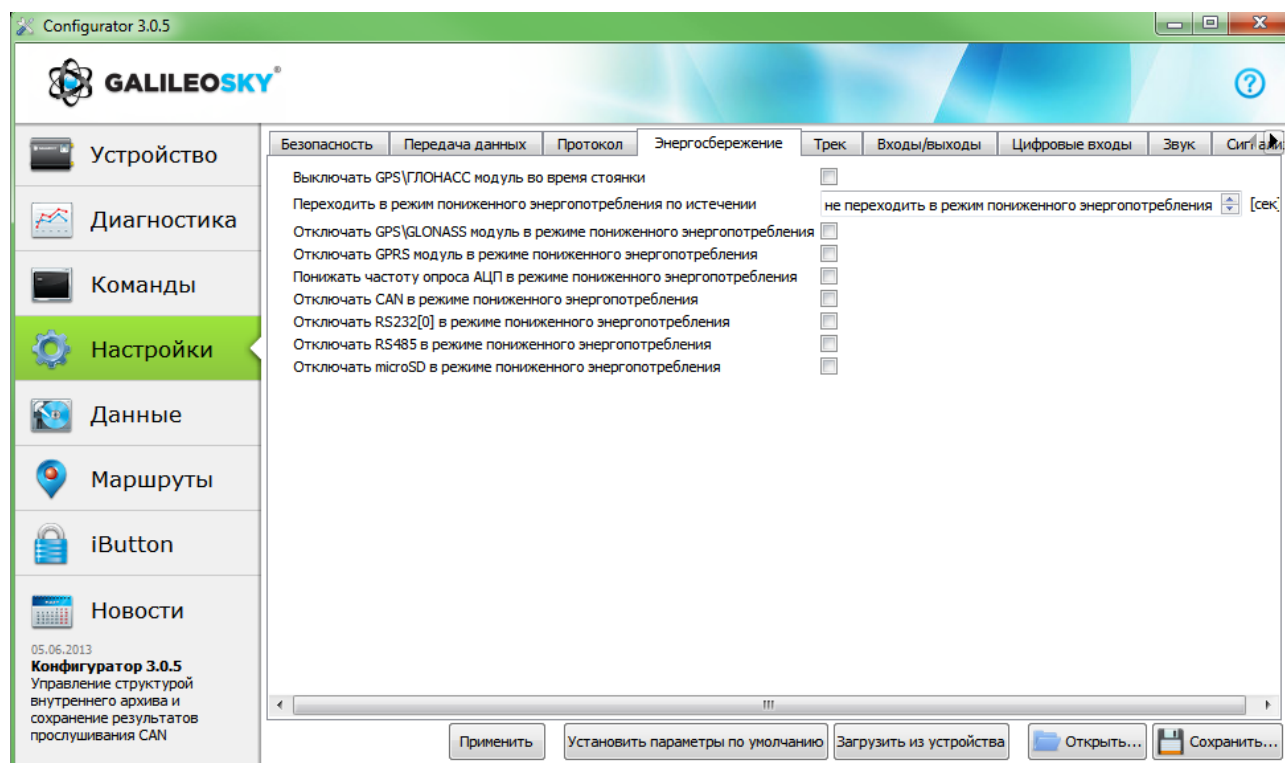 Configurator 3.0.5
GALILEOSKY®
?
Устройство
Диагностика
Команды
Настройки
Данные
Маршруты
iButton
Новости
05.06.2013
Конфигуратор 3.0.5
Управление структурой
внутреннего архива и
сохранение результатов
прослушивания CAN
Безопасность Передача данных Протокол Энергосбережение Трек Входы/выходы Цифровые входы Звук
Выключать GPS\ГЛОНАСС модуль во время стоянки
Переходить в режим пониженного энергопотребления по истечении не переходить в режим пониженного энергопотребления [сек]
Отключать GPS\GLONASS модуль в режиме пониженного энергопотребления
Отключать GPRS модуль в режиме пониженного энергопотребления
Понижать частоту опроса АЦП в режиме пониженного энергопотребления
Отключать CAN в режиме пониженного энергопотребления
Отключать RS232[0] в режиме пониженного энергопотребления
Отключать RS485 в режиме пониженного энергопотребления
Отключать microSD в режиме пониженного энергопотребления
Применить Установить параметры по умолчанию Загрузить из устройства Открыть... Сохранить...